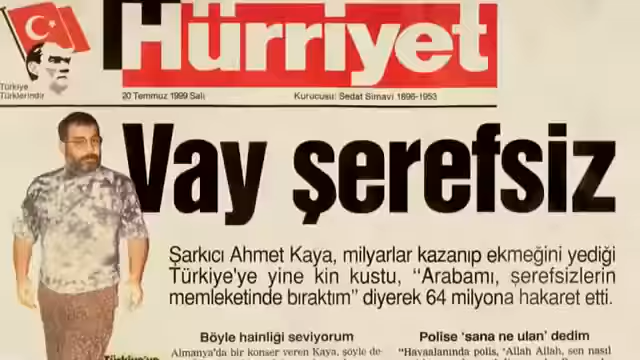 Hürriyet
Türkiye
Türklerindir
20 Temmuz 1999 Salı
Kurucusu: Sedat Simavi 1896-1953
Vay şerefsiz
Şarkıcı Ahmet Kaya, milyarlar kazanıp ekmeğini yediği
Türkiye'ye yine kin kustu, “Arabamı, şerefsizlerin
memleketinde bıraktım” diyerek 64 milyona hakaret etti.
Böyle hainliği seviyorum
Almanya'da bir konser veren Kaya, şöyle de-
Polise ‘sana ne ulan’ dedim
“Havaalanında polis, ‘Allah Allah, sen nasıl
Türkiye'ye